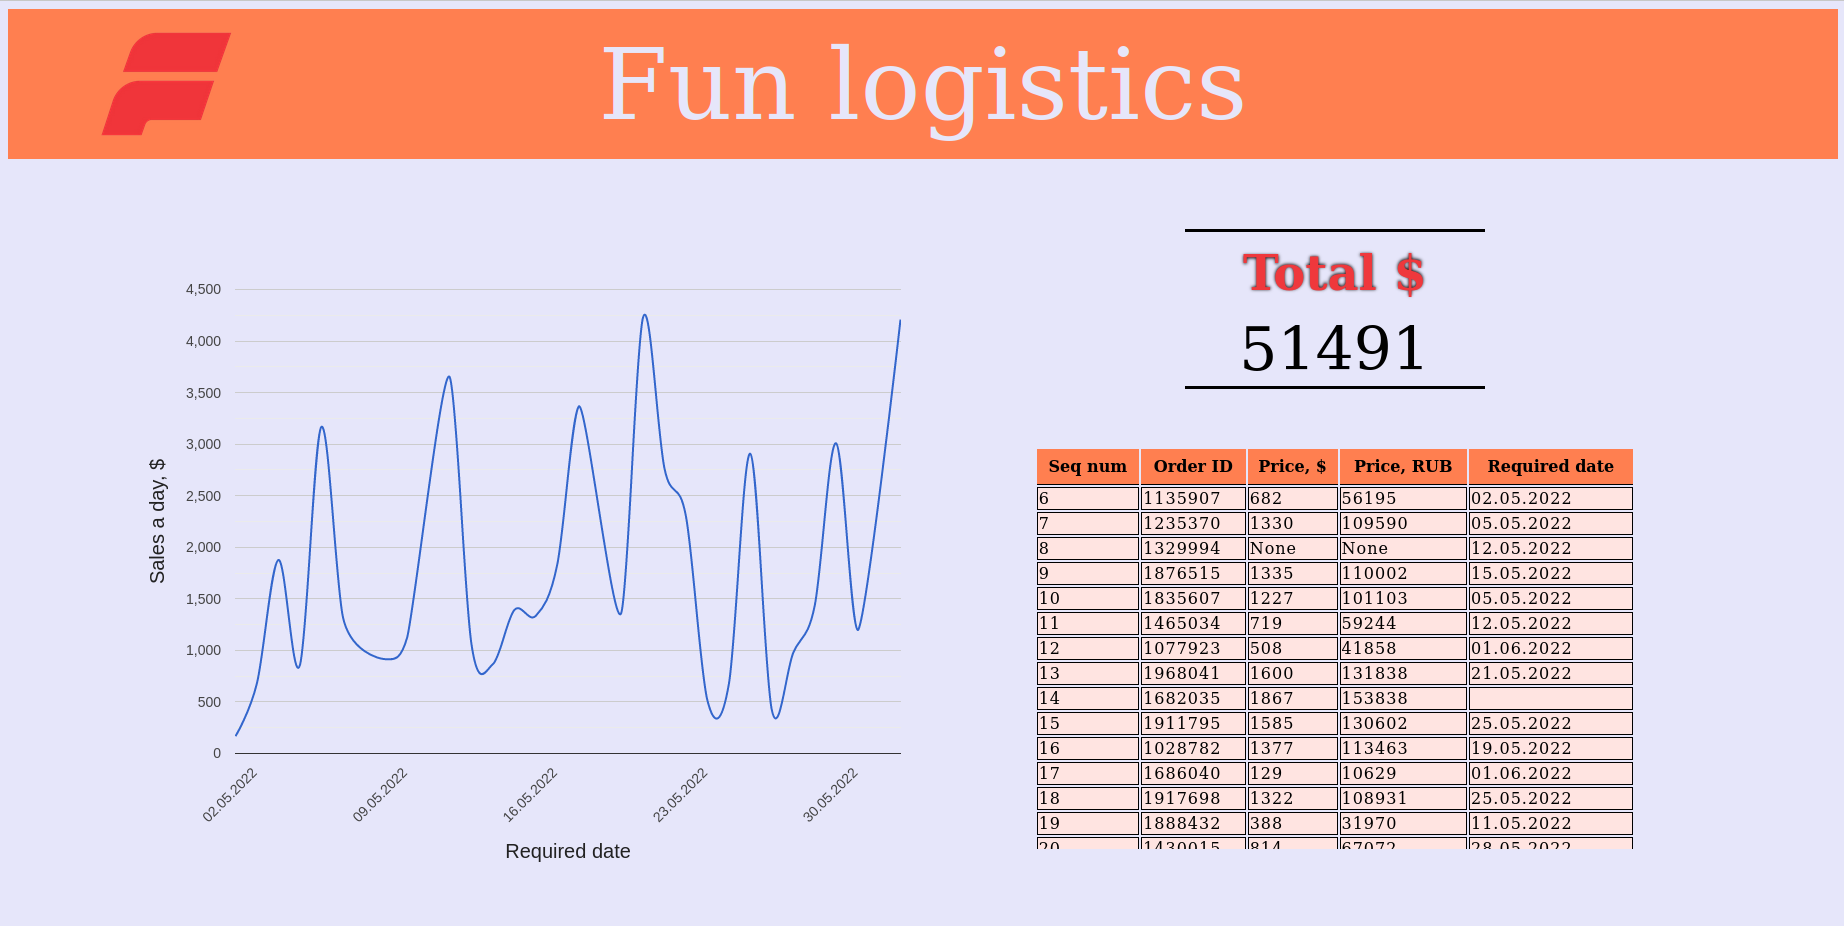 Fun logistics
4,500
4,000
3,500
3,000
2,500
2,000
1,500
1,000
500
0
Sales a day, $
02.05.2022
09.05.2022
16.05.2022
23.05.2022
30.05.2022
Required date
Total $
51491
Seq num Order ID Price, $ Price, RUB Required date
6 1135907 682 56195 02.05.2022
7 1235370 1330 109590 05.05.2022
8 1329994 None None 12.05.2022
9 1876515 1335 110002 15.05.2022
10 1835607 1227 101103 05.05.2022
11 1465034 719 59244 12.05.2022
12 1077923 508 41858 01.06.2022
13 1968041 1600 131838 21.05.2022
14 1682035 1867 153838
15 1911795 1585 130602 25.05.2022
16 1028782 1377 113463 19.05.2022
17 1686040 129 10629 01.06.2022
18 1917698 1322 108931 25.05.2022
19 1888432 388 31970 11.05.2022
20 1430015 814 67072 28.05.2022